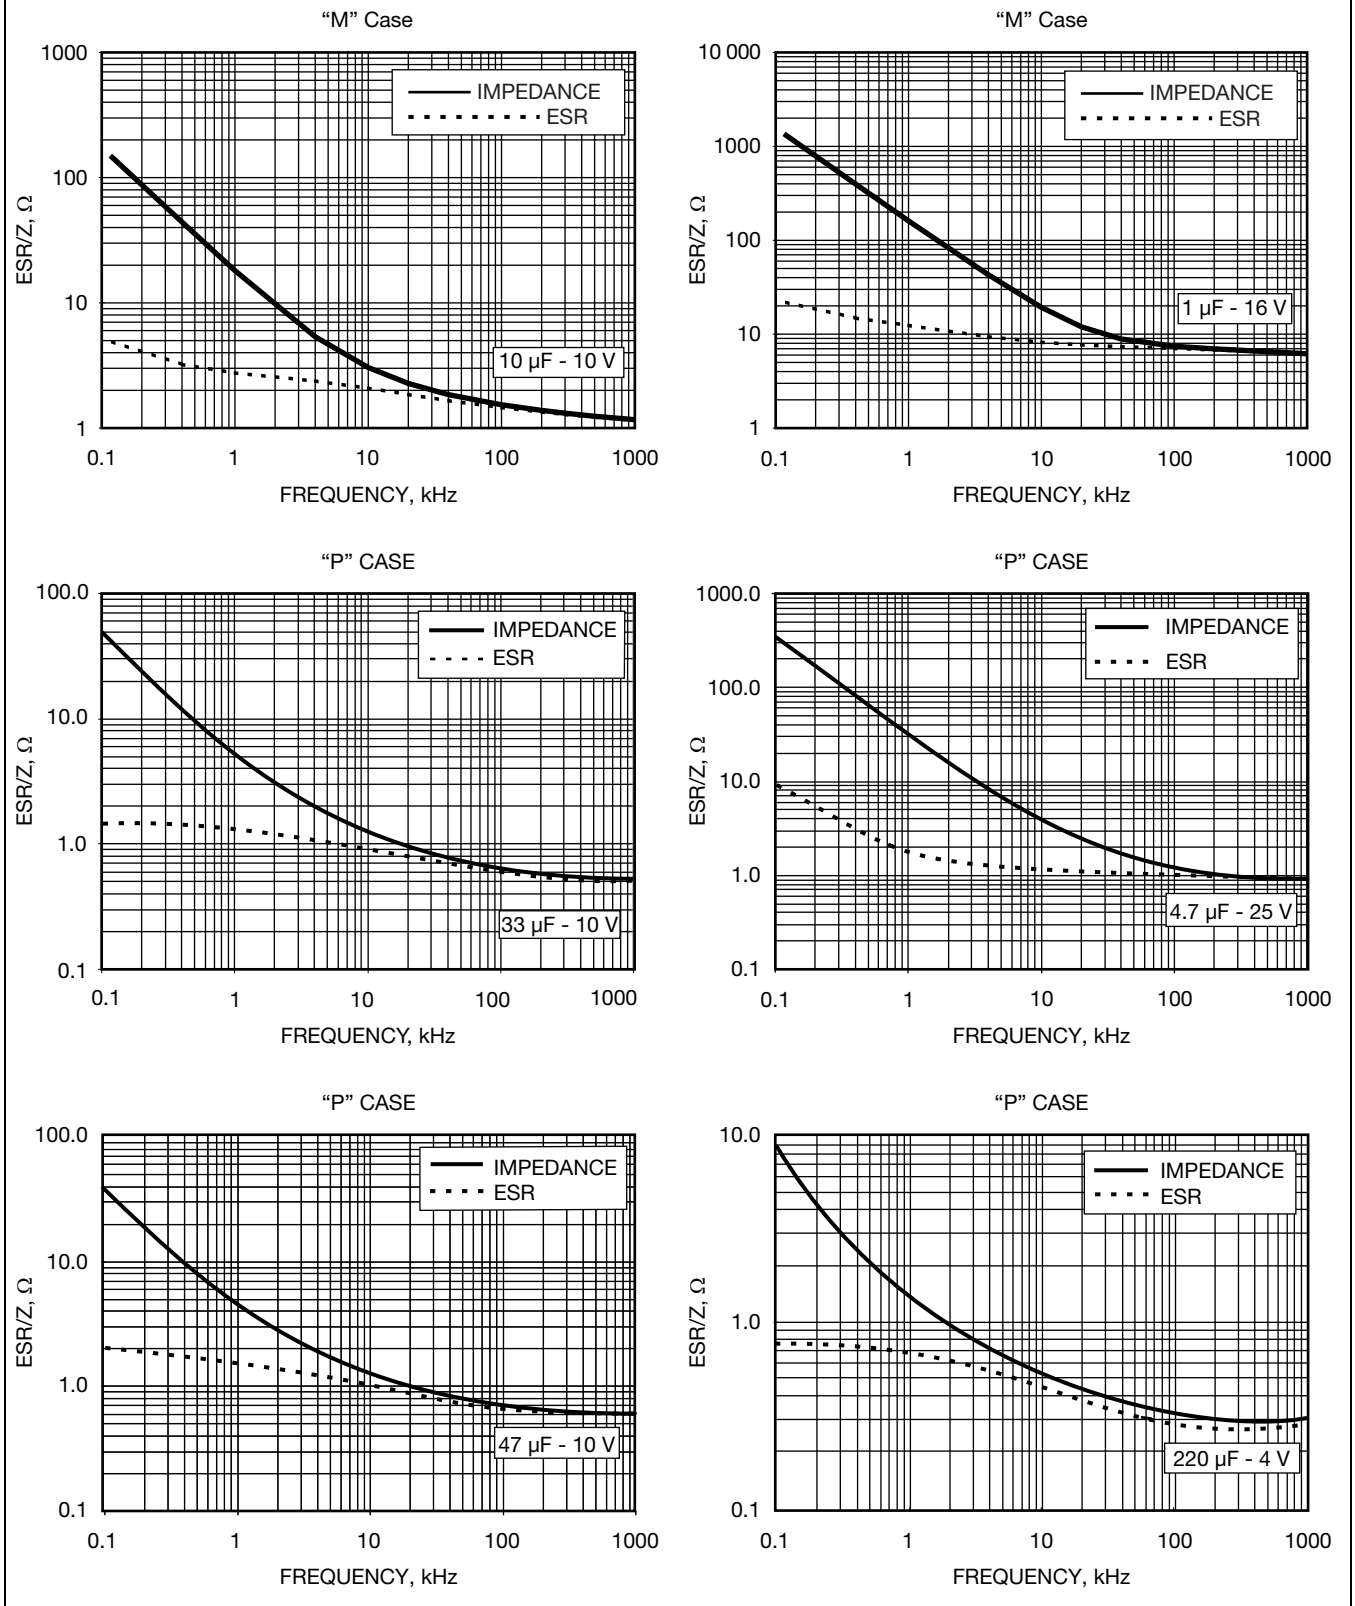 “M” Case
1000
100
10
1
ESR/Z, Ω
IMPEDANCE
ESR
10 µF - 10 V
0.1 1 10 100 1000
FREQUENCY, kHz
“M” Case
10 000
1000
100
10
1
ESR/Z, Ω
IMPEDANCE
ESR
1 µF - 16 V
0.1 1 10 100 1000
FREQUENCY, kHz
“P” CASE
100.0
10.0
1.0
0.1
ESR/Z, Ω
IMPEDANCE
ESR
33 µF - 10 V
0.1 1 10 100 1000
FREQUENCY, kHz
“P” CASE
1000.0
100.0
10.0
1.0
0.1
ESR/Z, Ω
IMPEDANCE
ESR
4.7 µF - 25 V
0.1 1 10 100 1000
FREQUENCY, kHz
“P” CASE
100.0
10.0
1.0
0.1
ESR/Z, Ω
IMPEDANCE
ESR
47 µF - 10 V
0.1 1 10 100 1000
FREQUENCY, kHz
“P” CASE
10.0
1.0
0.1
ESR/Z, Ω
IMPEDANCE
ESR
220 µF - 4 V
0.1 1 10 100 1000
FREQUENCY, kHz